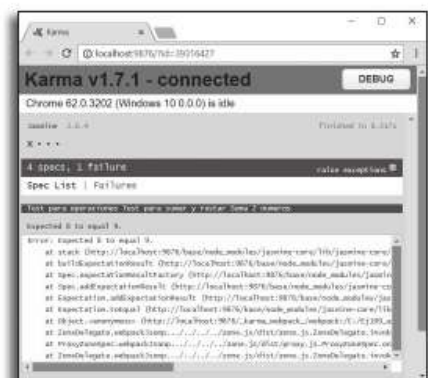 Karma
localhost:9876/?id=39316427
Karma v1.7.1 - connected
DEBUG
Chrome 62.0.3202 (Windows 10 0.0.0) is idle
Jasmine
finished in
x • • •
4 specs, 1 failure
raise exceptions
Spec List | Failures
Test para operaciones Test para sumar y restar Suma 2 numeros
Expected 8 to equal 9.
Error: Expected 8 to equal 9.
at stack (http://localhost:9876/base/node_modules/jasmine-core/lib/jasmine-core/
at buildExpectationResult (http://localhost:9876/base/node_modules/jasmine-core/
at Spec.expectationResultFactory (http://localhost:9876/base/node_modules/jasmin
at Spec.addExpectationResult (http://localhost:9876/base/node_modules/jasmine-co
at Expectation.addExpectationResult (http://localhost:9876/base/node_modules/jas
at Expectation.toEqual (http://localhost:9876/base/node_modules/jasmine-core/lib
at Object.<anonymous> (http://localhost:9876/_karma_webpack_/webpack:/
at ZoneDelegate.webpackJsonp.../../../../zone.js/dist/zone.js.ZoneDelegate.invok
at ProxyZoneSpec.webpackJsonp.../../../../zone.js/dist/proxy.js.ProxyZoneSpec.on
at ZoneDelegate.webpackJsonp.../../../../zone.js/dist/zone.js.ZoneDelegate.invok